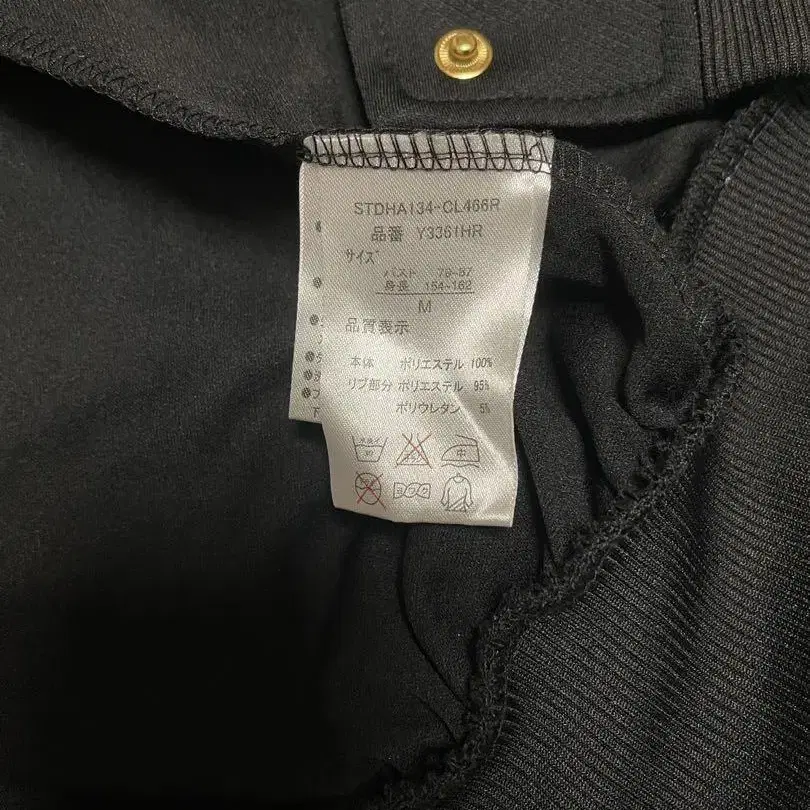 STDHA134-CL466R
品番 Y3361HR
サイズ
バスト 79-87
身長 154-162
M
品質表示
本体 ポリエステル 100%
リブ部分 ポリエステル 95%
ポリウレタン 5%
中